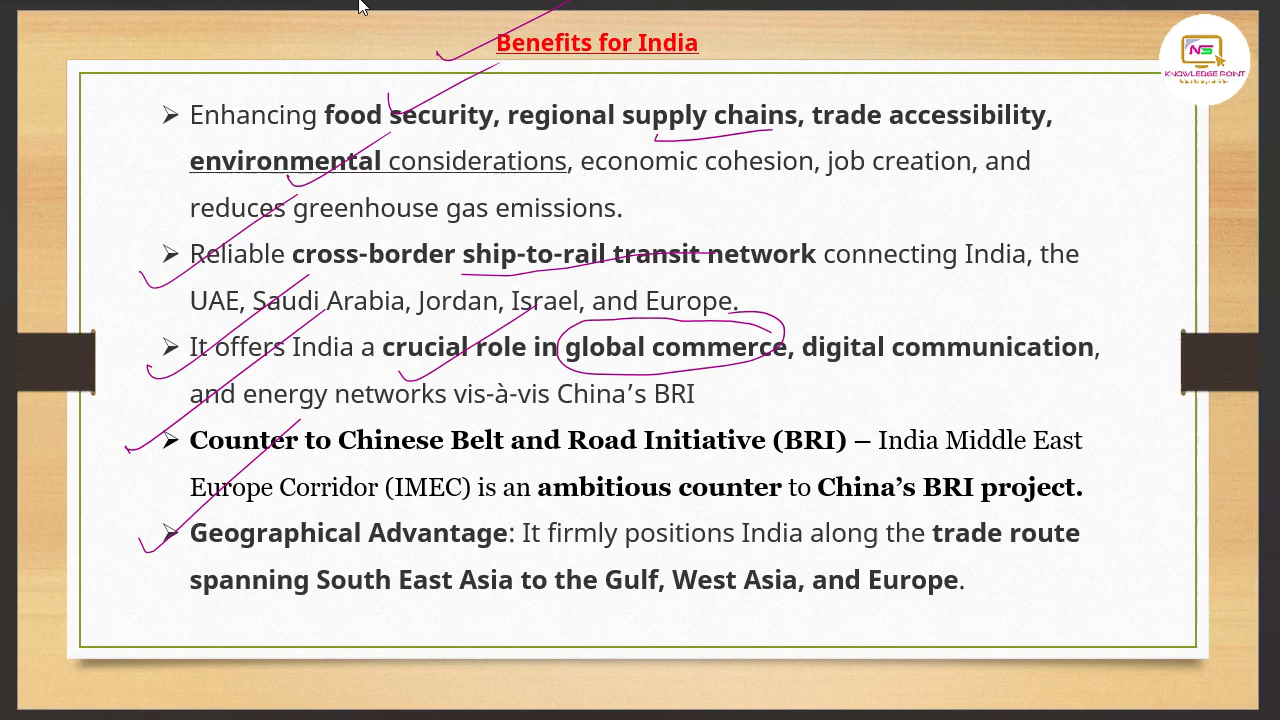 Benefits for India
NS
KNOWLEDGE POINT
➢ Enhancing food security, regional supply chains, trade accessibility,
environmental considerations, economic cohesion, job creation, and
reduces greenhouse gas emissions.
➢ Reliable cross-border ship-to-rail transit network connecting India, the
UAE, Saudi Arabia, Jordan, Israel, and Europe.
➢ It offers India a crucial role in global commerce, digital communication,
and energy networks vis-à-vis China’s BRI
➢ Counter to Chinese Belt and Road Initiative (BRI) – India Middle East
Europe Corridor (IMEC) is an ambitious counter to China’s BRI project.
➢ Geographical Advantage: It firmly positions India along the trade route
spanning South East Asia to the Gulf, West Asia, and Europe.